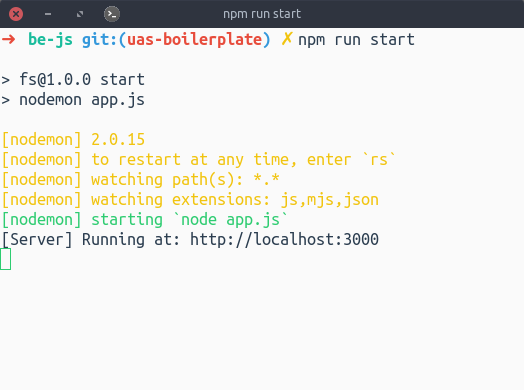 npm run start
➜ be-js git:(uas-boilerplate) ✗ npm run start
> fs@1.0.0 start
> nodemon app.js
[nodemon] 2.0.15
[nodemon] to restart at any time, enter `rs`
[nodemon] watching path(s): *.*
[nodemon] watching extensions: js,mjs,json
[nodemon] starting `node app.js`
[Server] Running at: http://localhost:3000